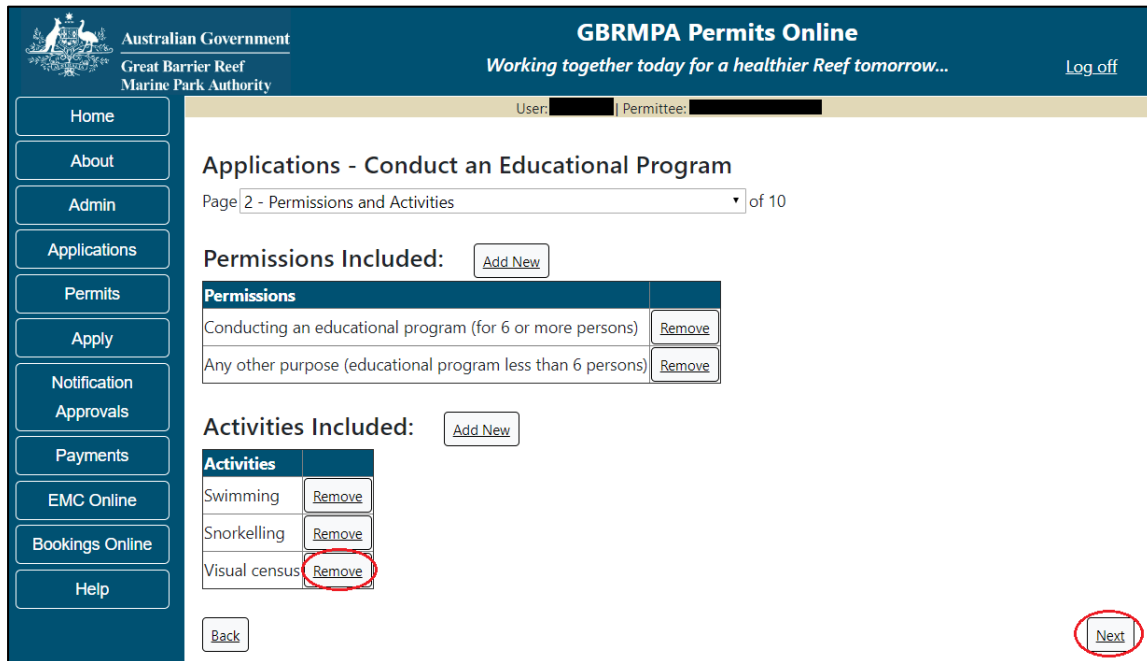 Australian Government
Great Barrier Reef
Marine Park Authority
GBRMPA Permits Online
Working together today for a healthier Reef tomorrow...
Log off
User: | Permittee:
Home
About
Admin
Applications
Permits
Apply
Notification
Approvals
Payments
EMC Online
Bookings Online
Help
Applications - Conduct an Educational Program
Page 2 - Permissions and Activities of 10
Permissions Included: Add New
Permissions
Conducting an educational program (for 6 or more persons) Remove
Any other purpose (educational program less than 6 persons) Remove
Activities Included: Add New
Activities
Swimming Remove
Snorkelling Remove
Visual census Remove
Back Next